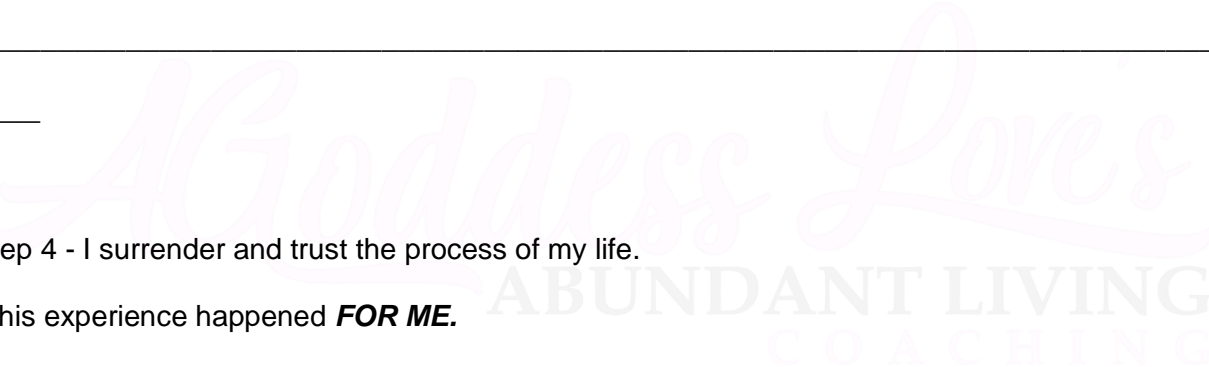 ep 4 - I surrender and trust the process of my life.
his experience happened FOR ME.
AGoddess Love's
ABUNDANT LIVING
COACHING